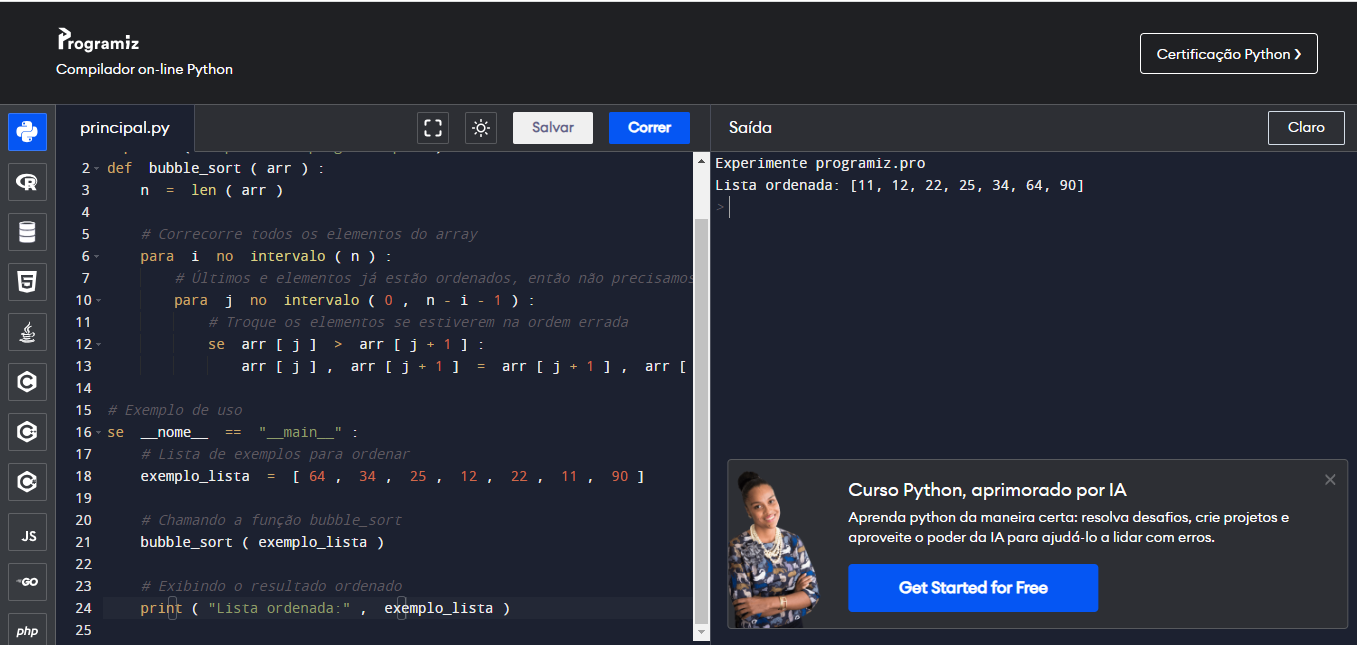 Programiz
Compilador on-line Python
Certificação Python ❯
principal.py
Salvar
Correr
Saída
Claro
2 def bubble_sort ( arr ) :
3 n = len ( arr )
4
5 # Correcorre todos os elementos do array
6 para i no intervalo ( n ) :
7 # Últimos e elementos já estão ordenados, então não precisamos
10 para j no intervalo ( 0 , n - i - 1 ) :
11 # Troque os elementos se estiverem na ordem errada
12 se arr [ j ] > arr [ j + 1 ] :
13 arr [ j ] , arr [ j + 1 ] = arr [ j + 1 ] , arr [
14
15 # Exemplo de uso
16 se __nome__ == "__main__" :
17 # Lista de exemplos para ordenar
18 exemplo_lista = [ 64 , 34 , 25 , 12 , 22 , 11 , 90 ]
19
20 # Chamando a função bubble_sort
21 bubble_sort ( exemplo_lista )
22
23 # Exibindo o resultado ordenado
24 print ( "Lista ordenada:" , exemplo_lista )
25
JS
GO
php
Experimente programiz.pro
Lista ordenada: [11, 12, 22, 25, 34, 64, 90]
>
Curso Python, aprimorado por IA
Aprenda python da maneira certa: resolva desafios, crie projetos e
aproveite o poder da IA para ajudá-lo a lidar com erros.
Get Started for Free